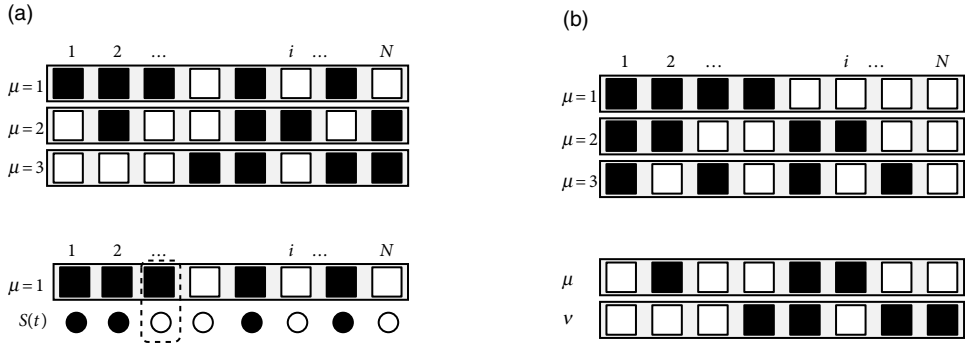 (a)
1 2 ... i ... N
μ = 1
μ = 2
μ = 3
1 2 ... i ... N
μ = 1
S(t)
(b)
1 2 ... i ... N
μ = 1
μ = 2
μ = 3
μ
ν